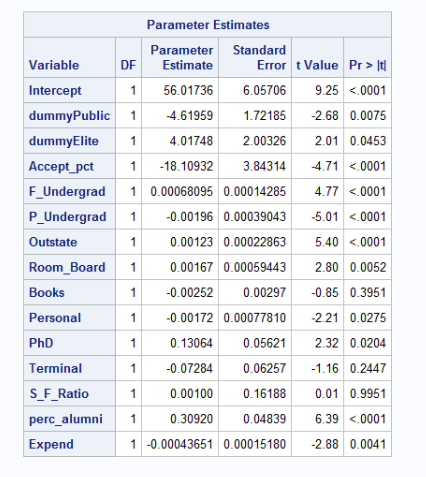 Parameter Estimates
Variable DF Parameter Estimate Standard Error t Value Pr > |t|
Intercept 1 56.01736 6.05706 9.25 <.0001
dummyPublic 1 -4.61959 1.72185 -2.68 0.0075
dummyElite 1 4.01748 2.00326 2.01 0.0453
Accept_pct 1 -18.10932 3.84314 -4.71 <.0001
F_Undergrad 1 0.00068095 0.00014285 4.77 <.0001
P_Undergrad 1 -0.00196 0.00039043 -5.01 <.0001
Outstate 1 0.00123 0.00022863 5.40 <.0001
Room_Board 1 0.00167 0.00059443 2.80 0.0052
Books 1 -0.00252 0.00297 -0.85 0.3951
Personal 1 -0.00172 0.00077810 -2.21 0.0275
PhD 1 0.13064 0.05621 2.32 0.0204
Terminal 1 -0.07284 0.06257 -1.16 0.2447
S_F_Ratio 1 0.00100 0.16188 0.01 0.9951
perc_alumni 1 0.30920 0.04839 6.39 <.0001
Expend 1 -0.00043651 0.00015180 -2.88 0.0041